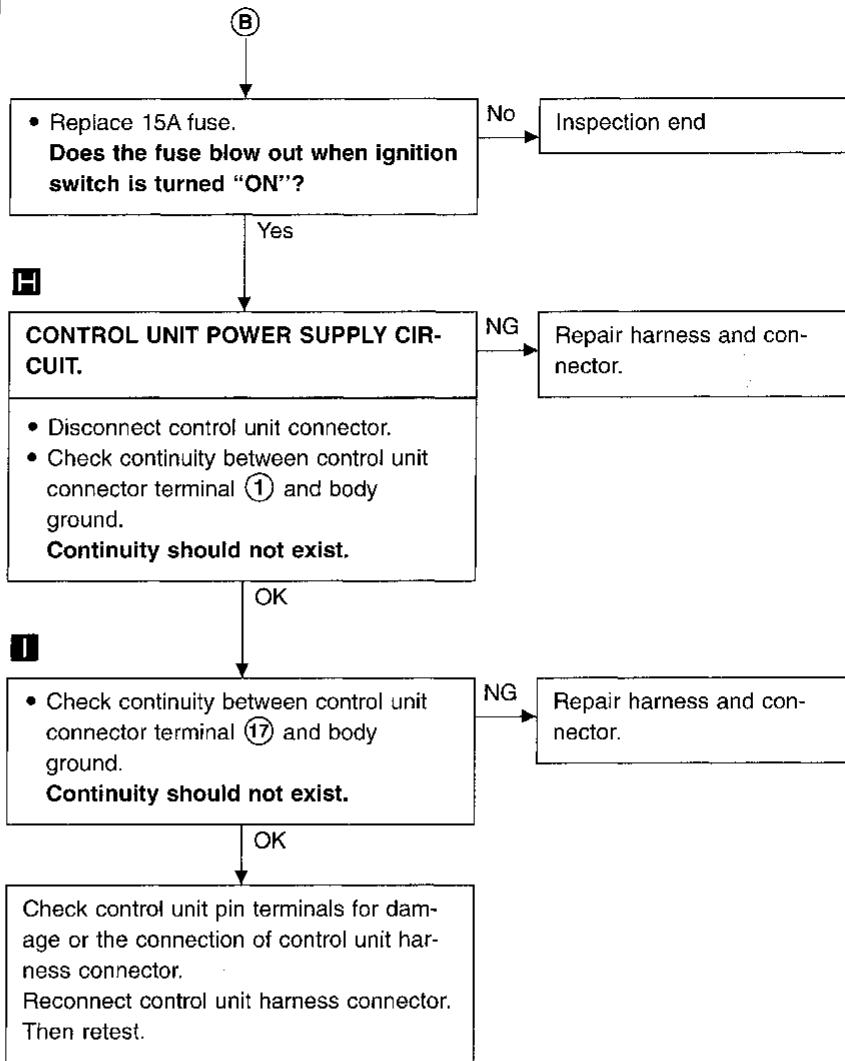 B
• Replace 15A fuse.
Does the fuse blow out when ignition
switch is turned “ON”?
No
Inspection end
Yes
H
CONTROL UNIT POWER SUPPLY CIR-
CUIT.
NG
Repair harness and con-
nector.
• Disconnect control unit connector.
• Check continuity between control unit
connector terminal ① and body
ground.
Continuity should not exist.
OK
I
• Check continuity between control unit
connector terminal ⑰ and body
ground.
Continuity should not exist.
NG
Repair harness and con-
nector.
OK
Check control unit pin terminals for dam-
age or the connection of control unit har-
ness connector.
Reconnect control unit harness connector.
Then retest.